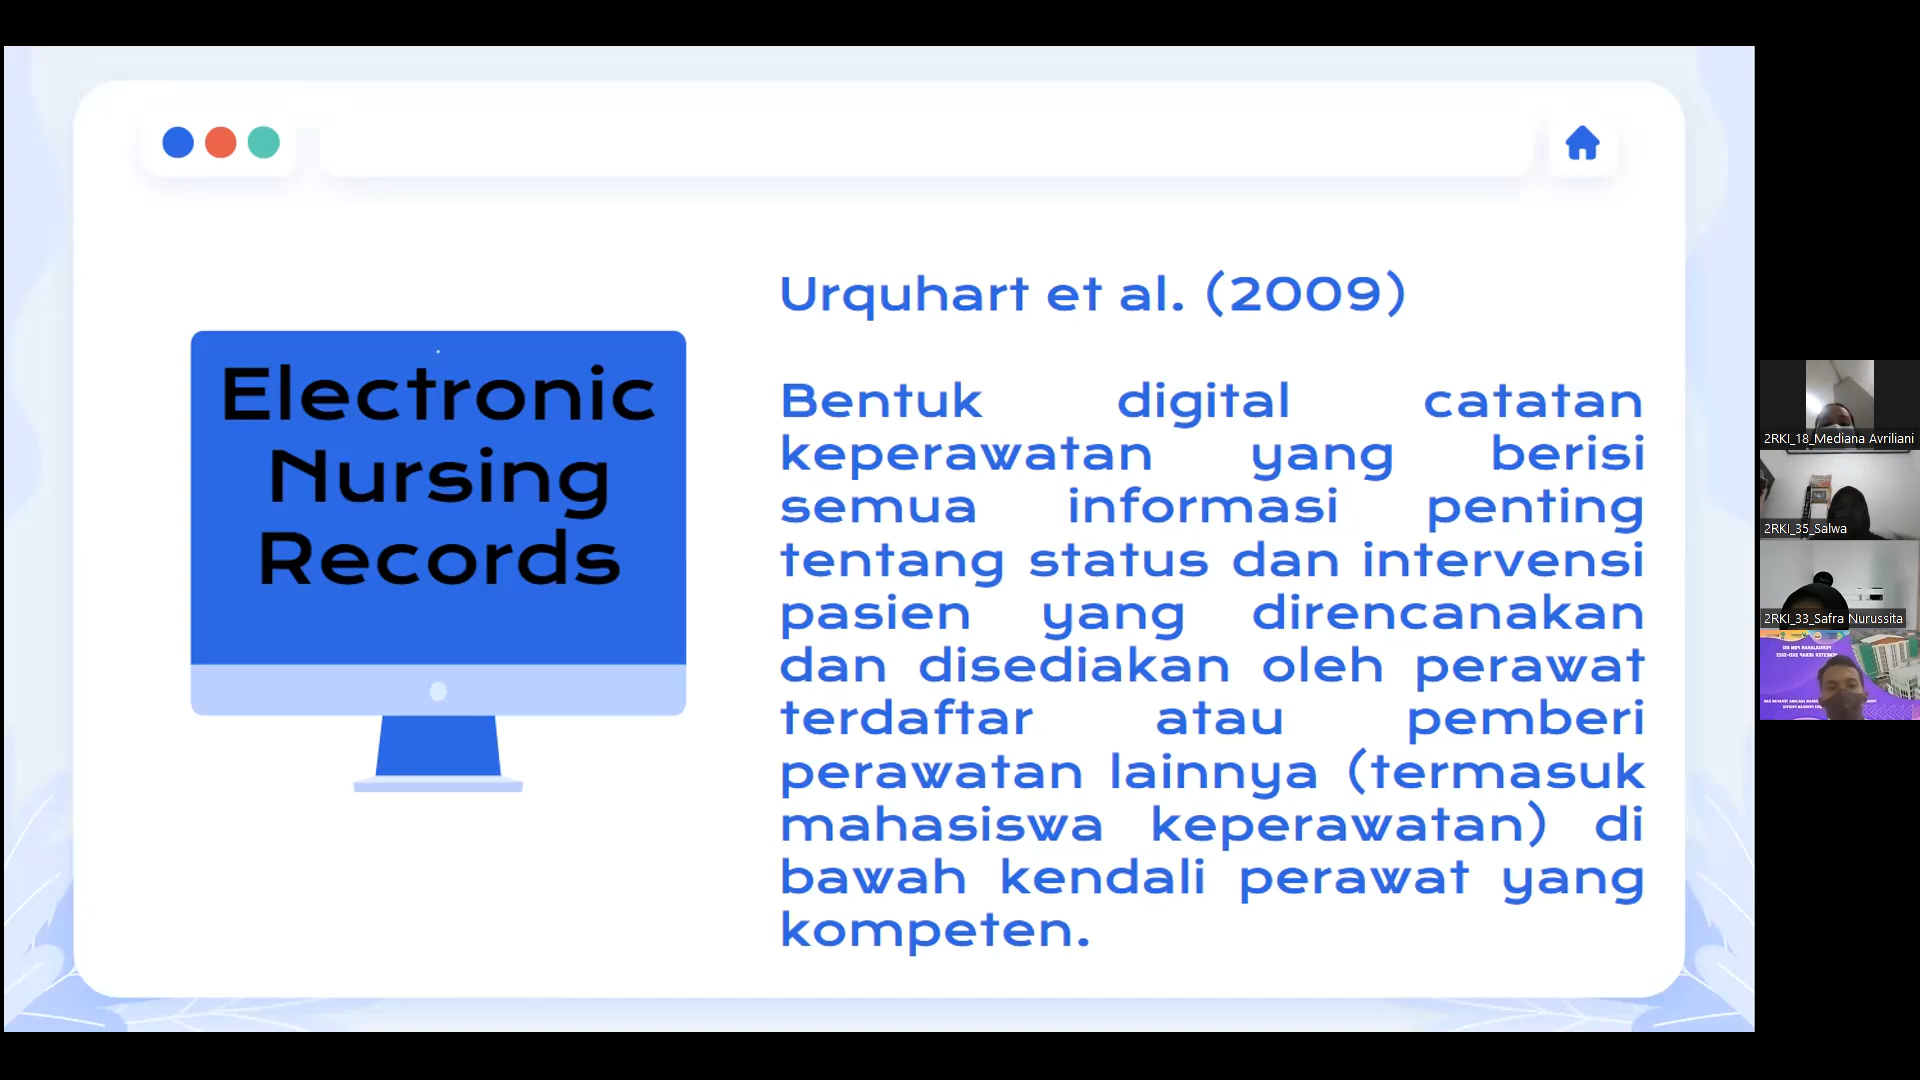 Electronic
Nursing
Records
Urquhart et al. (2009)
Bentuk digital catatan
keperawatan yang berisi
semua informasi penting
tentang status dan intervensi
pasien yang direncanakan
dan disediakan oleh perawat
terdaftar atau pemberi
perawatan lainnya (termasuk
mahasiswa keperawatan) di
bawah kendali perawat yang
kompeten.
2RKI_18_Mediana Avriliani
2RKI_35_Salwa
2RKI_33_Safra Nurussita